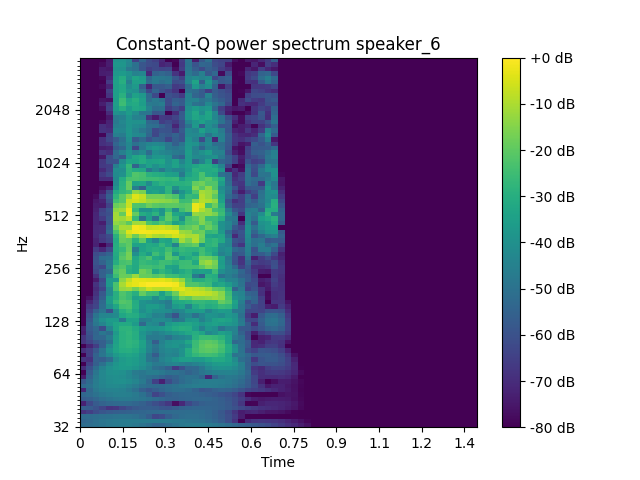 Constant-Q power spectrum speaker_6
Hz
2048
1024
512
256
128
64
32
0 0.15 0.3 0.45 0.6 0.75 0.9 1.1 1.2 1.4
Time
+0 dB
-10 dB
-20 dB
-30 dB
-40 dB
-50 dB
-60 dB
-70 dB
-80 dB